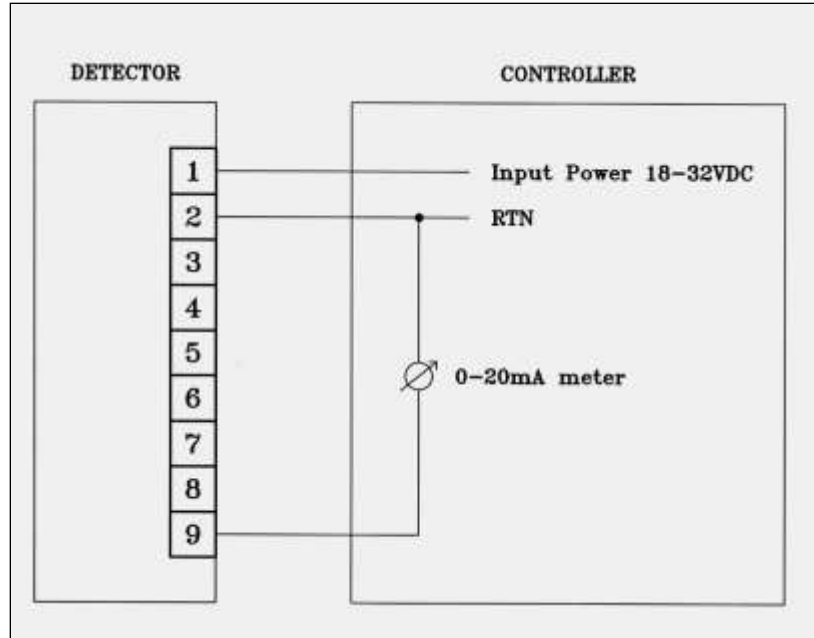 DETECTOR
CONTROLLER
1
Input Power 18-32VDC
2
RTN
3
4
5
0-20mA meter
6
7
8
9